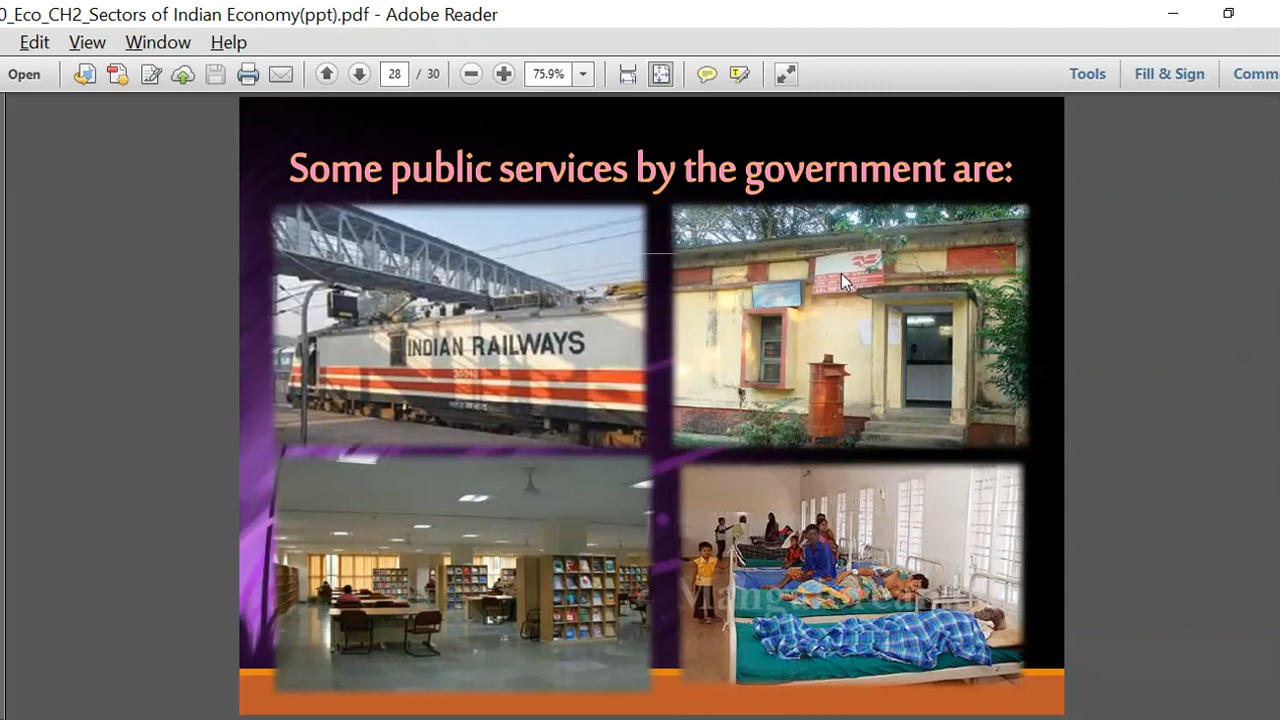 0_Eco_CH2_Sectors of Indian Economy(ppt).pdf - Adobe Reader
Edit View Window Help
Open 28 / 30 75.9% Tools Fill & Sign Comm
Some public services by the government are:
INDIAN RAILWAYS